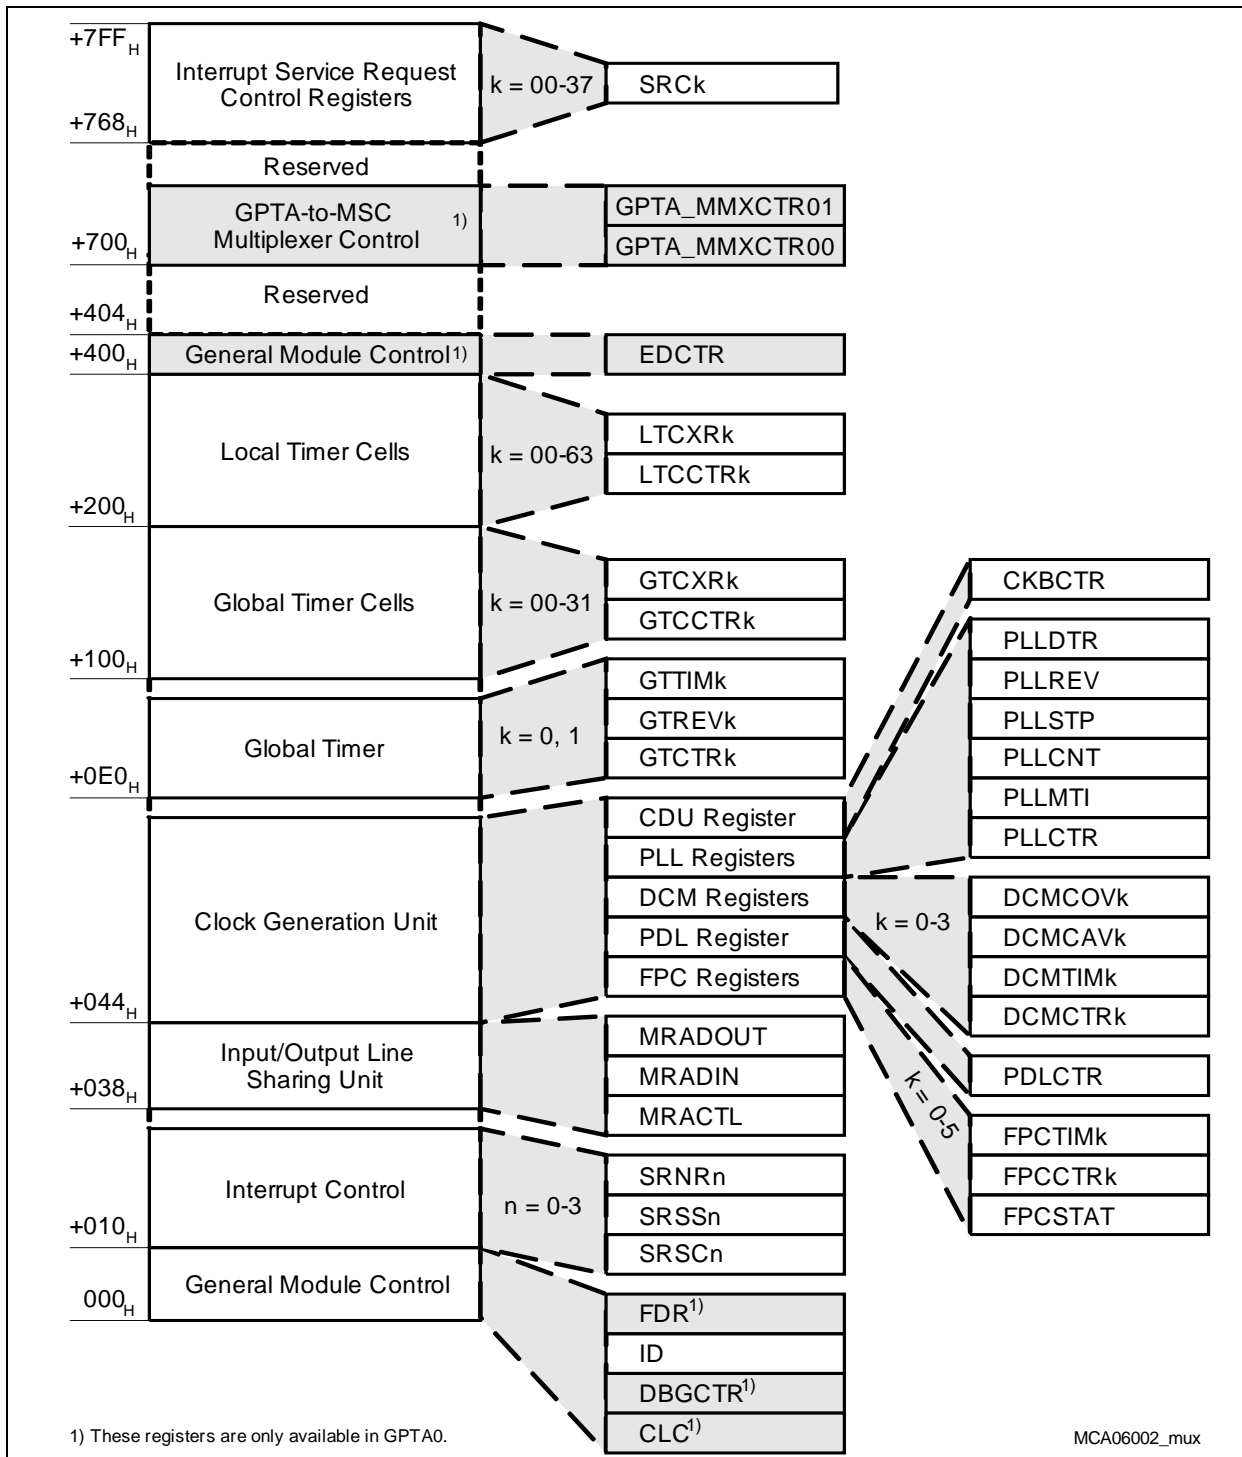 +7FFH
Interrupt Service Request
Control Registers
k = 00-37
SRCk
+768H
Reserved
GPTA-to-MSC
Multiplexer Control
1)
GPTA_MMXCTR01
+700H
GPTA_MMXCTR00
Reserved
+404H
+400H
General Module Control1)
EDCTR
Local Timer Cells
k = 00-63
LTCXRk
LTCCTRk
+200H
Global Timer Cells
k = 00-31
GTCXRk
GTCCTRk
+100H
Global Timer
k = 0, 1
GTTIMk
GTREVk
GTCTRk
+0E0H
Clock Generation Unit
CDU Register
PLL Registers
DCM Registers
PDL Register
FPC Registers
CKBCTR
PLLDTR
PLLREV
PLLSTP
PLLCNT
PLLMTI
PLLCTR
k = 0-3
DCMCOVk
DCMCAVk
DCMTIMk
DCMCTRk
PDLCTR
k = 0-5
FPCTIMk
FPCCTRk
FPCSTAT
+044H
Input/Output Line
Sharing Unit
MRADOUT
MRADIN
MRACTL
+038H
Interrupt Control
n = 0-3
SRNRn
SRSSn
SRSCn
+010H
General Module Control
000H
FDR1)
ID
DBGCTR1)
CLC1)
1) These registers are only available in GPTA0.
MCA06002_mux